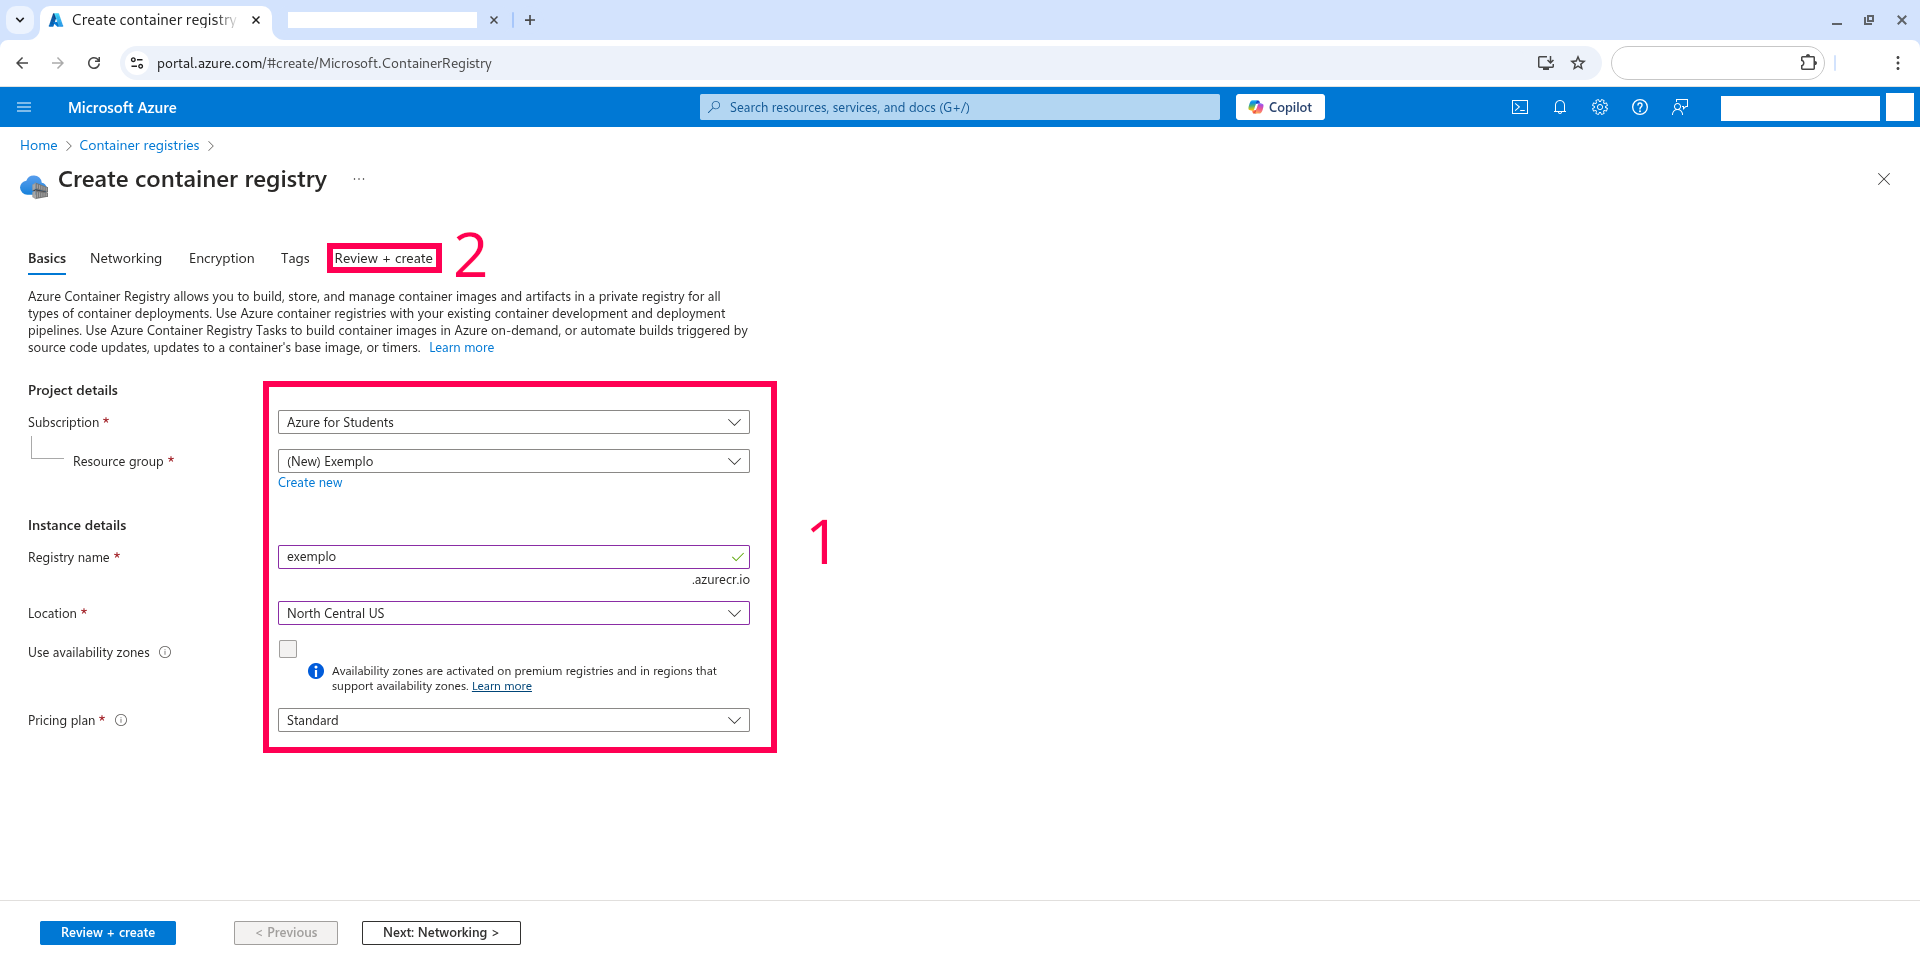 Create container registry
portal.azure.com/#create/Microsoft.ContainerRegistry
Microsoft Azure
Search resources, services, and docs (G+/)
Copilot
Home > Container registries >
Create container registry ...
Basics Networking Encryption Tags Review + create 2
Azure Container Registry allows you to build, store, and manage container images and artifacts in a private registry for all
types of container deployments. Use Azure container registries with your existing container development and deployment
pipelines. Use Azure Container Registry Tasks to build container images in Azure on-demand, or automate builds triggered by
source code updates, updates to a container's base image, or timers. Learn more
Project details
Subscription * Azure for Students
Resource group * (New) Exemplo
Create new
Instance details
1
Registry name * exemplo
.azurecr.io
Location * North Central US
Use availability zones
Availability zones are activated on premium registries and in regions that
support availability zones. Learn more
Pricing plan * Standard
Review + create < Previous Next: Networking >